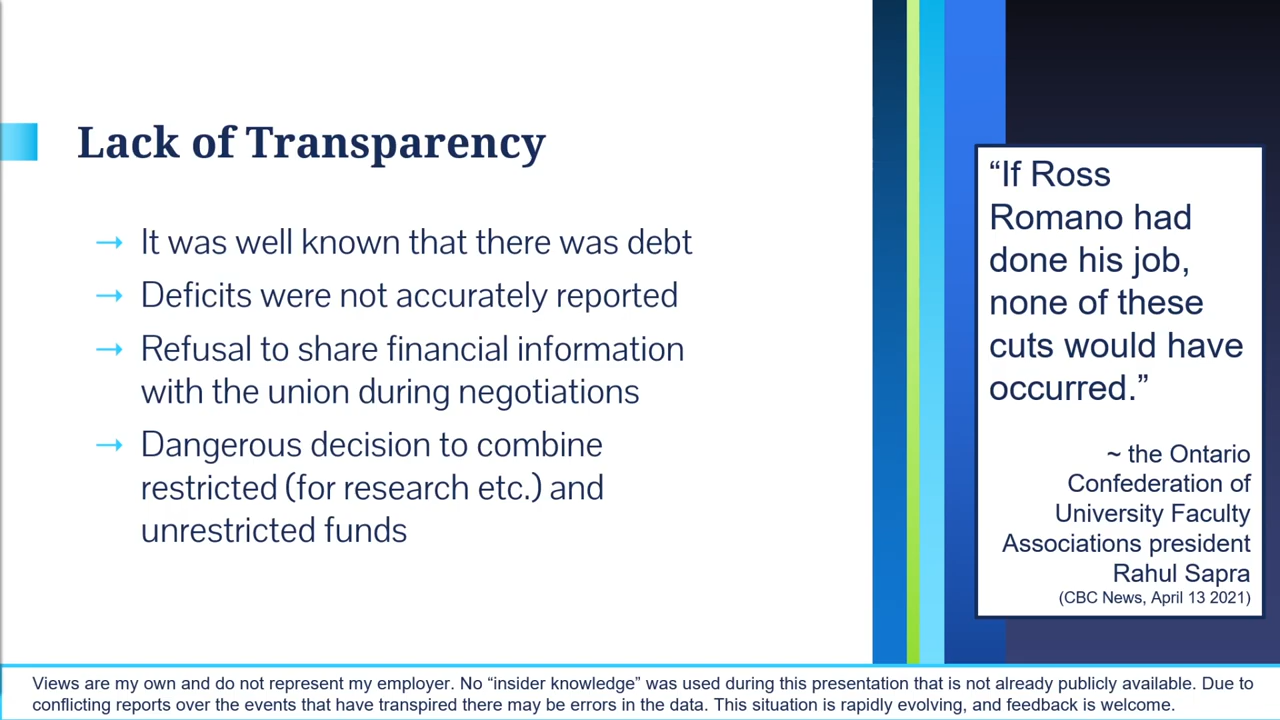 Lack of Transparency
→ It was well known that there was debt
→ Deficits were not accurately reported
→ Refusal to share financial information
with the union during negotiations
→ Dangerous decision to combine
restricted (for research etc.) and
unrestricted funds
“If Ross
Romano had
done his job,
none of these
cuts would have
occurred.”
~ the Ontario
Confederation of
University Faculty
Associations president
Rahul Sapra
(CBC News, April 13 2021)
Views are my own and do not represent my employer. No “insider knowledge” was used during this presentation that is not already publicly available. Due to
conflicting reports over the events that have transpired there may be errors in the data. This situation is rapidly evolving, and feedback is welcome.